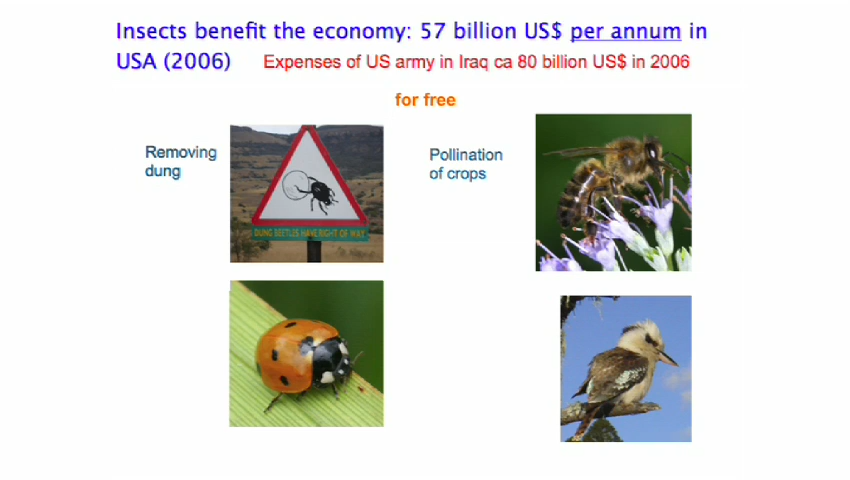 Insects benefit the economy: 57 billion US$ per annum in
USA (2006) Expenses of US army in Iraq ca 80 billion US$ in 2006
for free
Removing
dung
Pollination
of crops
DUNG BEETLES HAVE RIGHT OF WAY